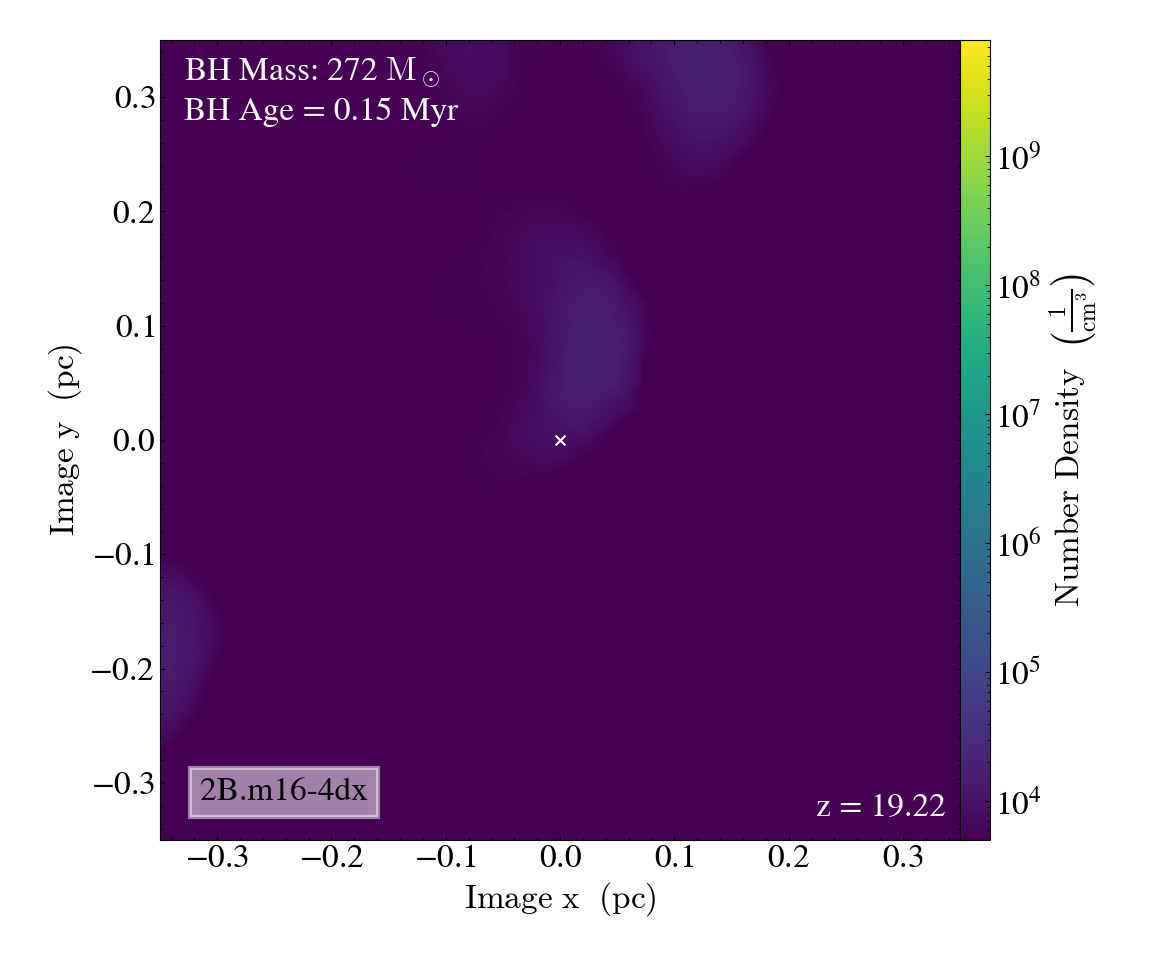 BH Mass: 272 M☉
BH Age = 0.15 Myr
0.3
0.2
0.1
0.0
−0.1
−0.2
−0.3
Image y (pc)
2B.m16-4dx
z = 19.22
−0.3 −0.2 −0.1 0.0 0.1 0.2 0.3
Image x (pc)
10⁹
10⁸
10⁷
10⁶
10⁵
10⁴
Number Density (1/cm³)